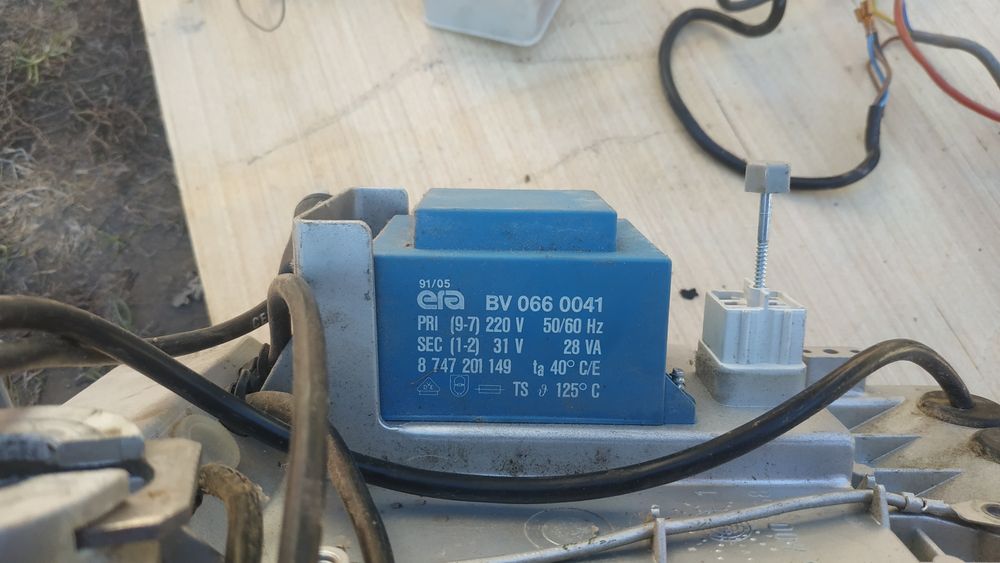 91/05
era BV 066 0041
PRI (9-7) 220 V 50/60 Hz
SEC (1-2) 31 V 28 VA
8 747 201 149 ta 40° C/E
TS ϑ 125° C